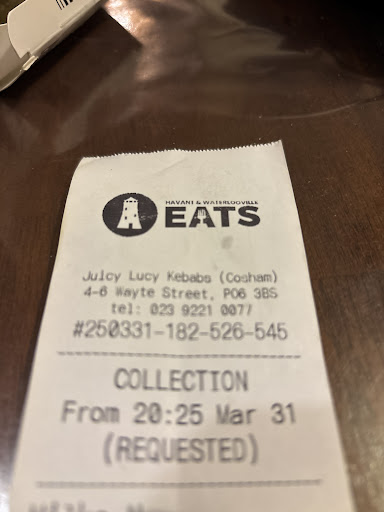 HAVANT & WATERLOOVILLE
EATS
Juicy Lucy Kebabs (Cosham)
4-6 Wayte Street, PO6 3BS
tel: 023 9221 0077
#250331-182-526-545
COLLECTION
From 20:25 Mar 31
(REQUESTED)